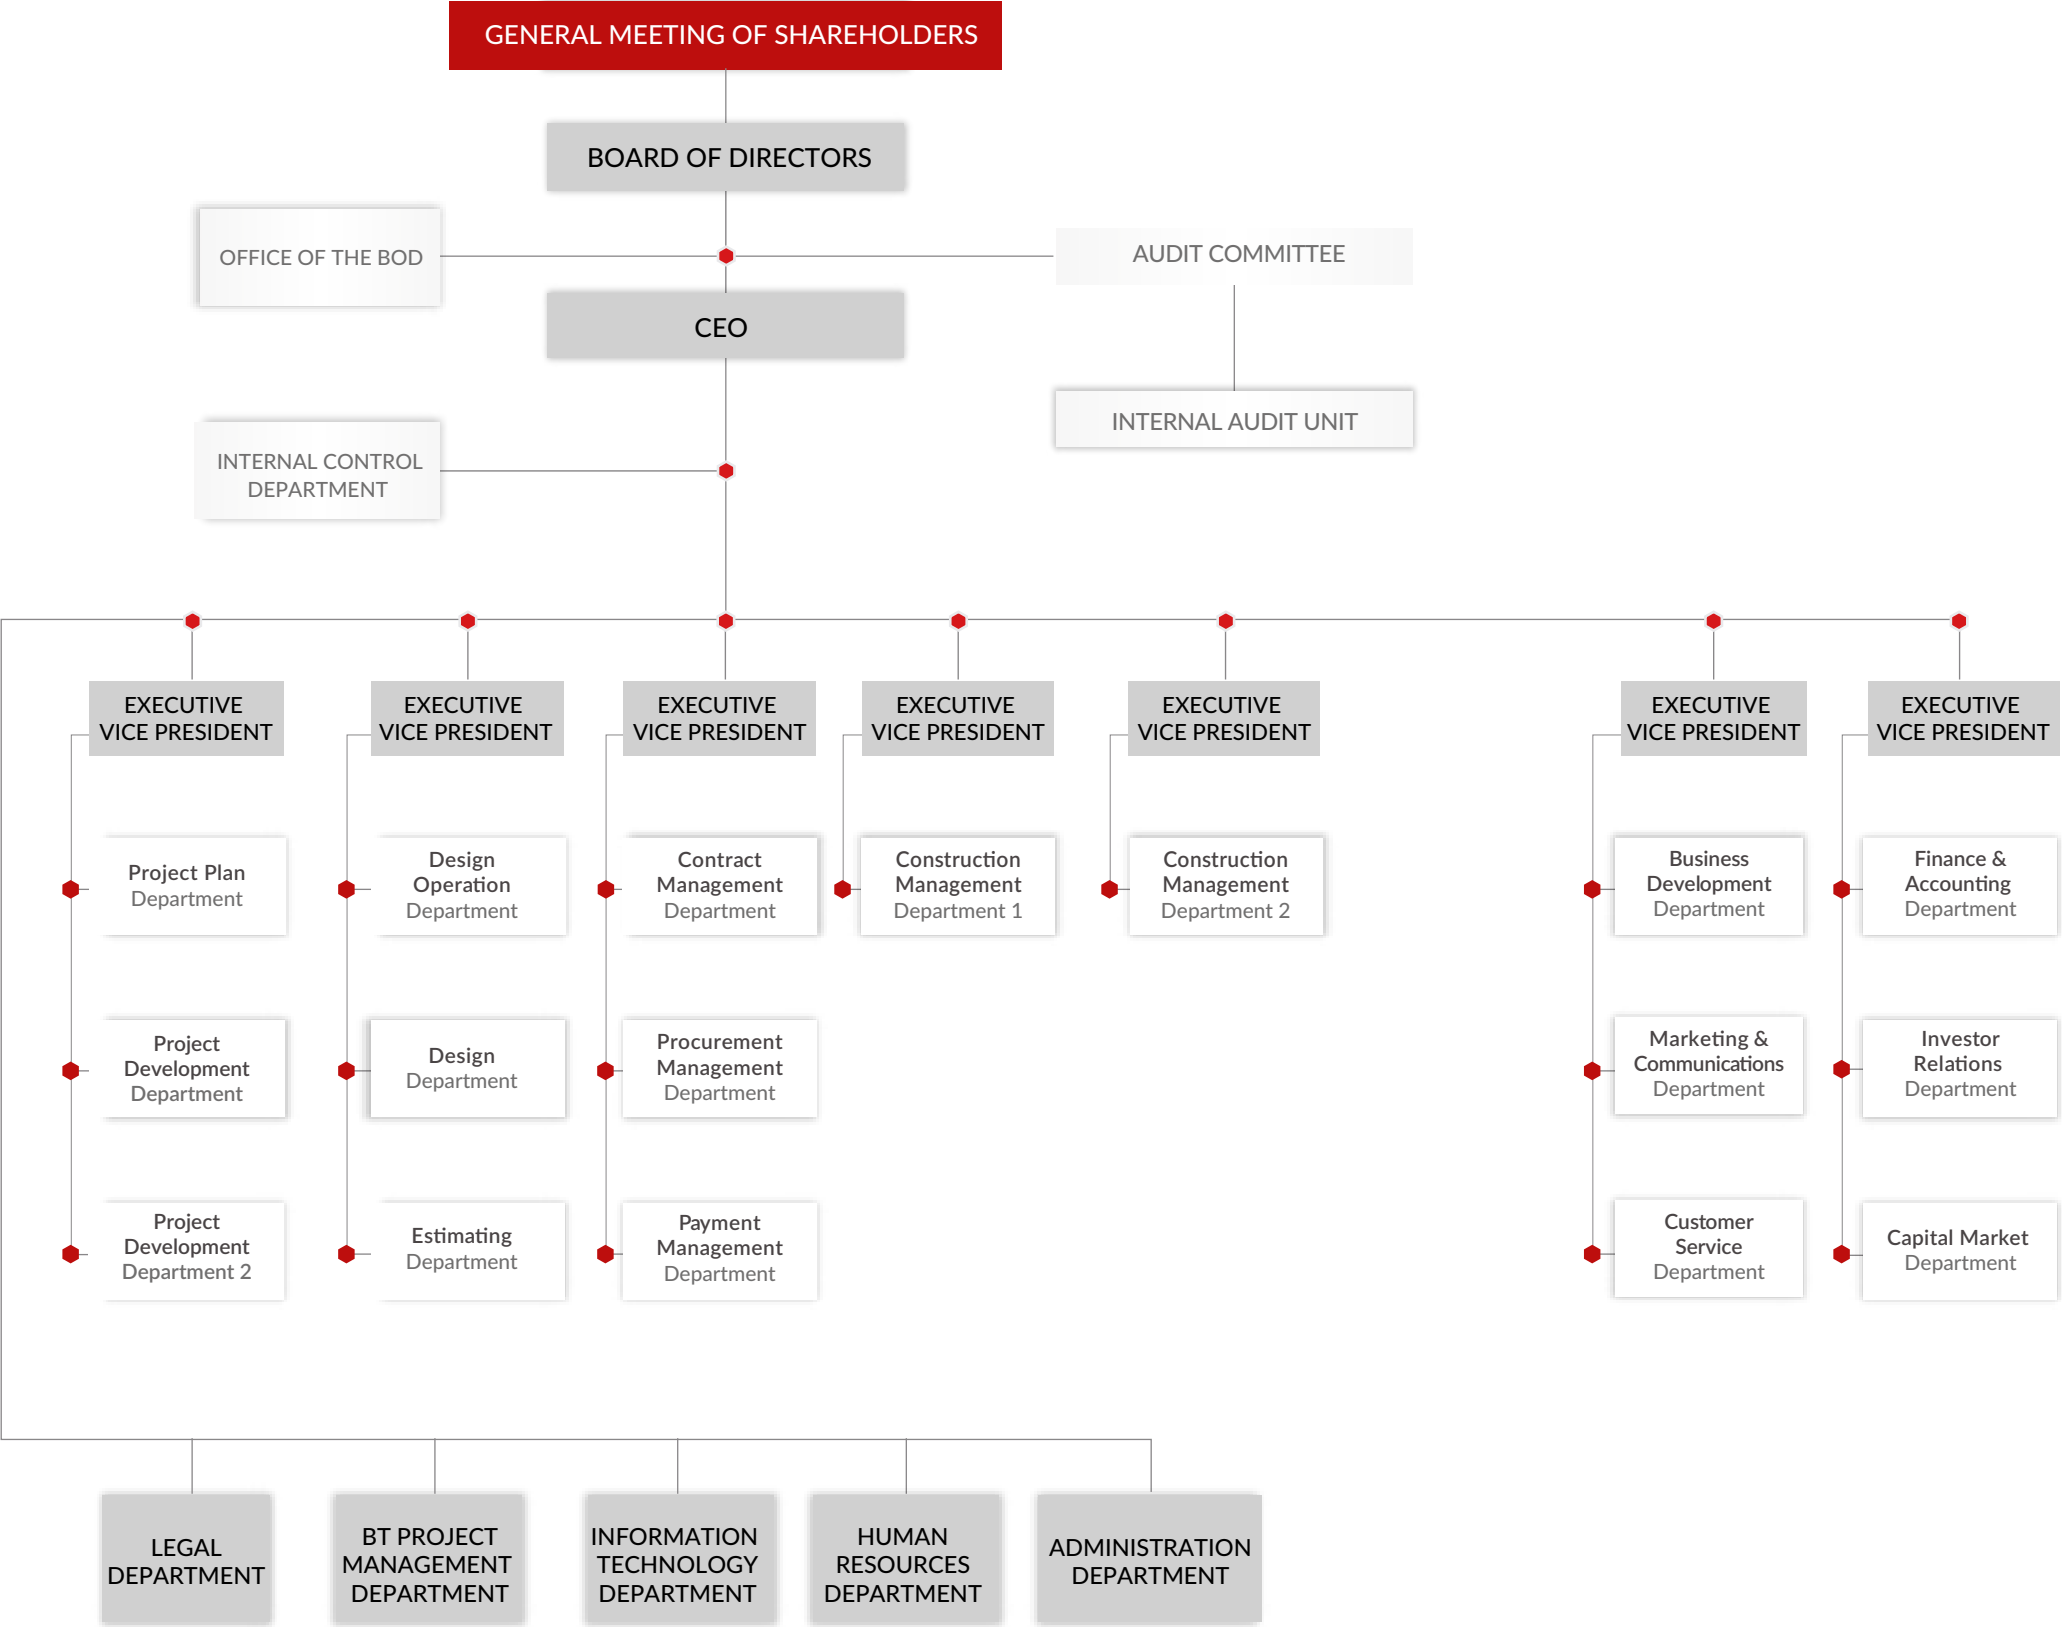 GENERAL MEETING OF SHAREHOLDERS
BOARD OF DIRECTORS
OFFICE OF THE BOD
AUDIT COMMITTEE
CEO
INTERNAL AUDIT UNIT
INTERNAL CONTROL
DEPARTMENT
EXECUTIVE
VICE PRESIDENT
EXECUTIVE
VICE PRESIDENT
EXECUTIVE
VICE PRESIDENT
EXECUTIVE
VICE PRESIDENT
EXECUTIVE
VICE PRESIDENT
EXECUTIVE
VICE PRESIDENT
EXECUTIVE
VICE PRESIDENT
Project Plan
Department
Design
Operation
Department
Contract
Management
Department
Construction
Management
Department 1
Construction
Management
Department 2
Business
Development
Department
Finance &
Accounting
Department
Project
Development
Department
Design
Department
Procurement
Management
Department
Marketing &
Communications
Department
Investor
Relations
Department
Project
Development
Department 2
Estimating
Department
Payment
Management
Department
Customer
Service
Department
Capital Market
Department
LEGAL
DEPARTMENT
BT PROJECT
MANAGEMENT
DEPARTMENT
INFORMATION
TECHNOLOGY
DEPARTMENT
HUMAN
RESOURCES
DEPARTMENT
ADMINISTRATION
DEPARTMENT